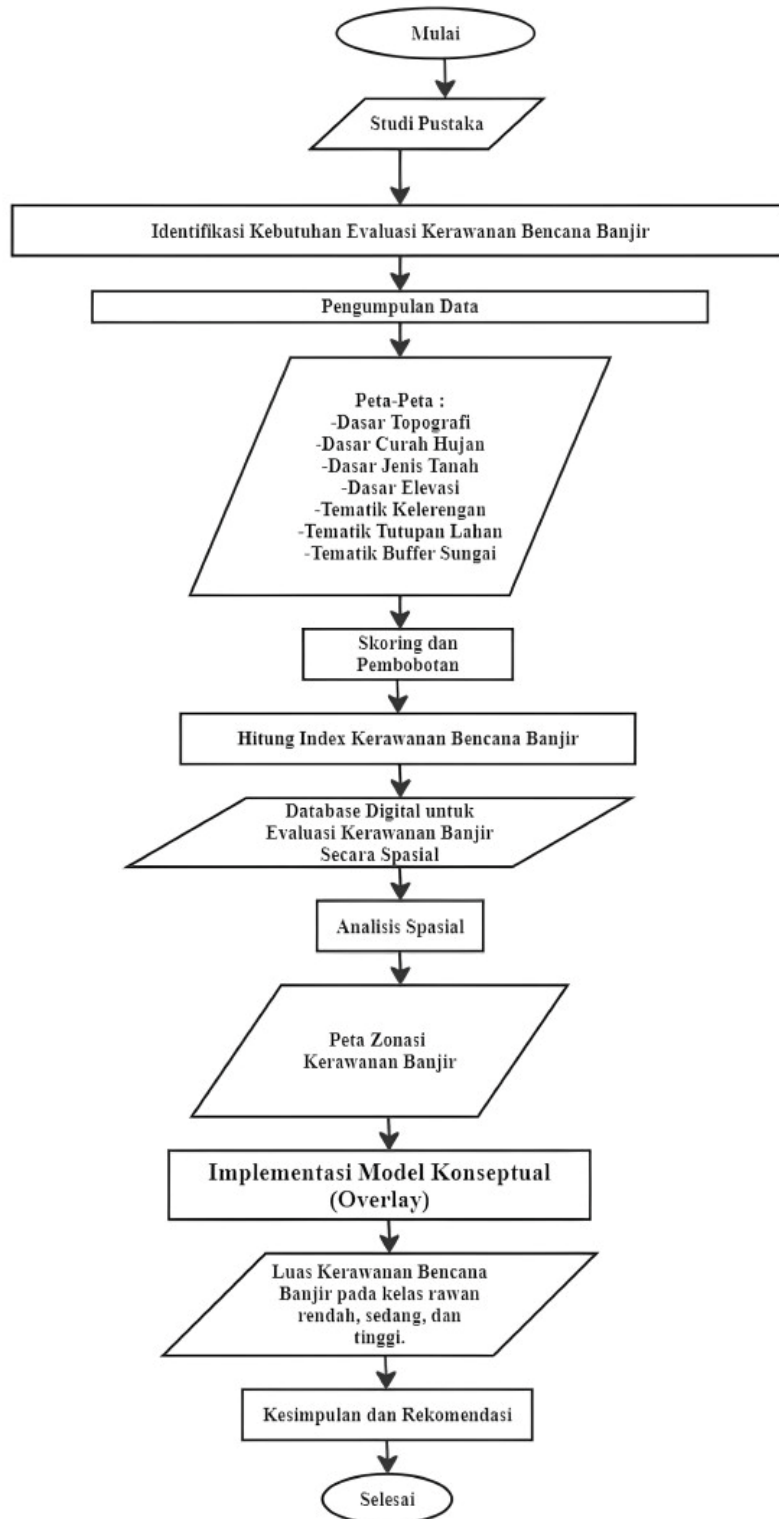 Mulai
Studi Pustaka
Identifikasi Kebutuhan Evaluasi Kerawanan Bencana Banjir
Pengumpulan Data
Peta-Peta :
-Dasar Topografi
-Dasar Curah Hujan
-Dasar Jenis Tanah
-Dasar Elevasi
-Tematik Kelerengan
-Tematik Tutupan Lahan
-Tematik Buffer Sungai
Skoring dan
Pembobotan
Hitung Index Kerawanan Bencana Banjir
Database Digital untuk
Evaluasi Kerawanan Banjir
Secara Spasial
Analisis Spasial
Peta Zonasi
Kerawanan Banjir
Implementasi Model Konseptual
(Overlay)
Luas Kerawanan Bencana
Banjir pada kelas rawan
rendah, sedang, dan
tinggi.
Kesimpulan dan Rekomendasi
Selesai